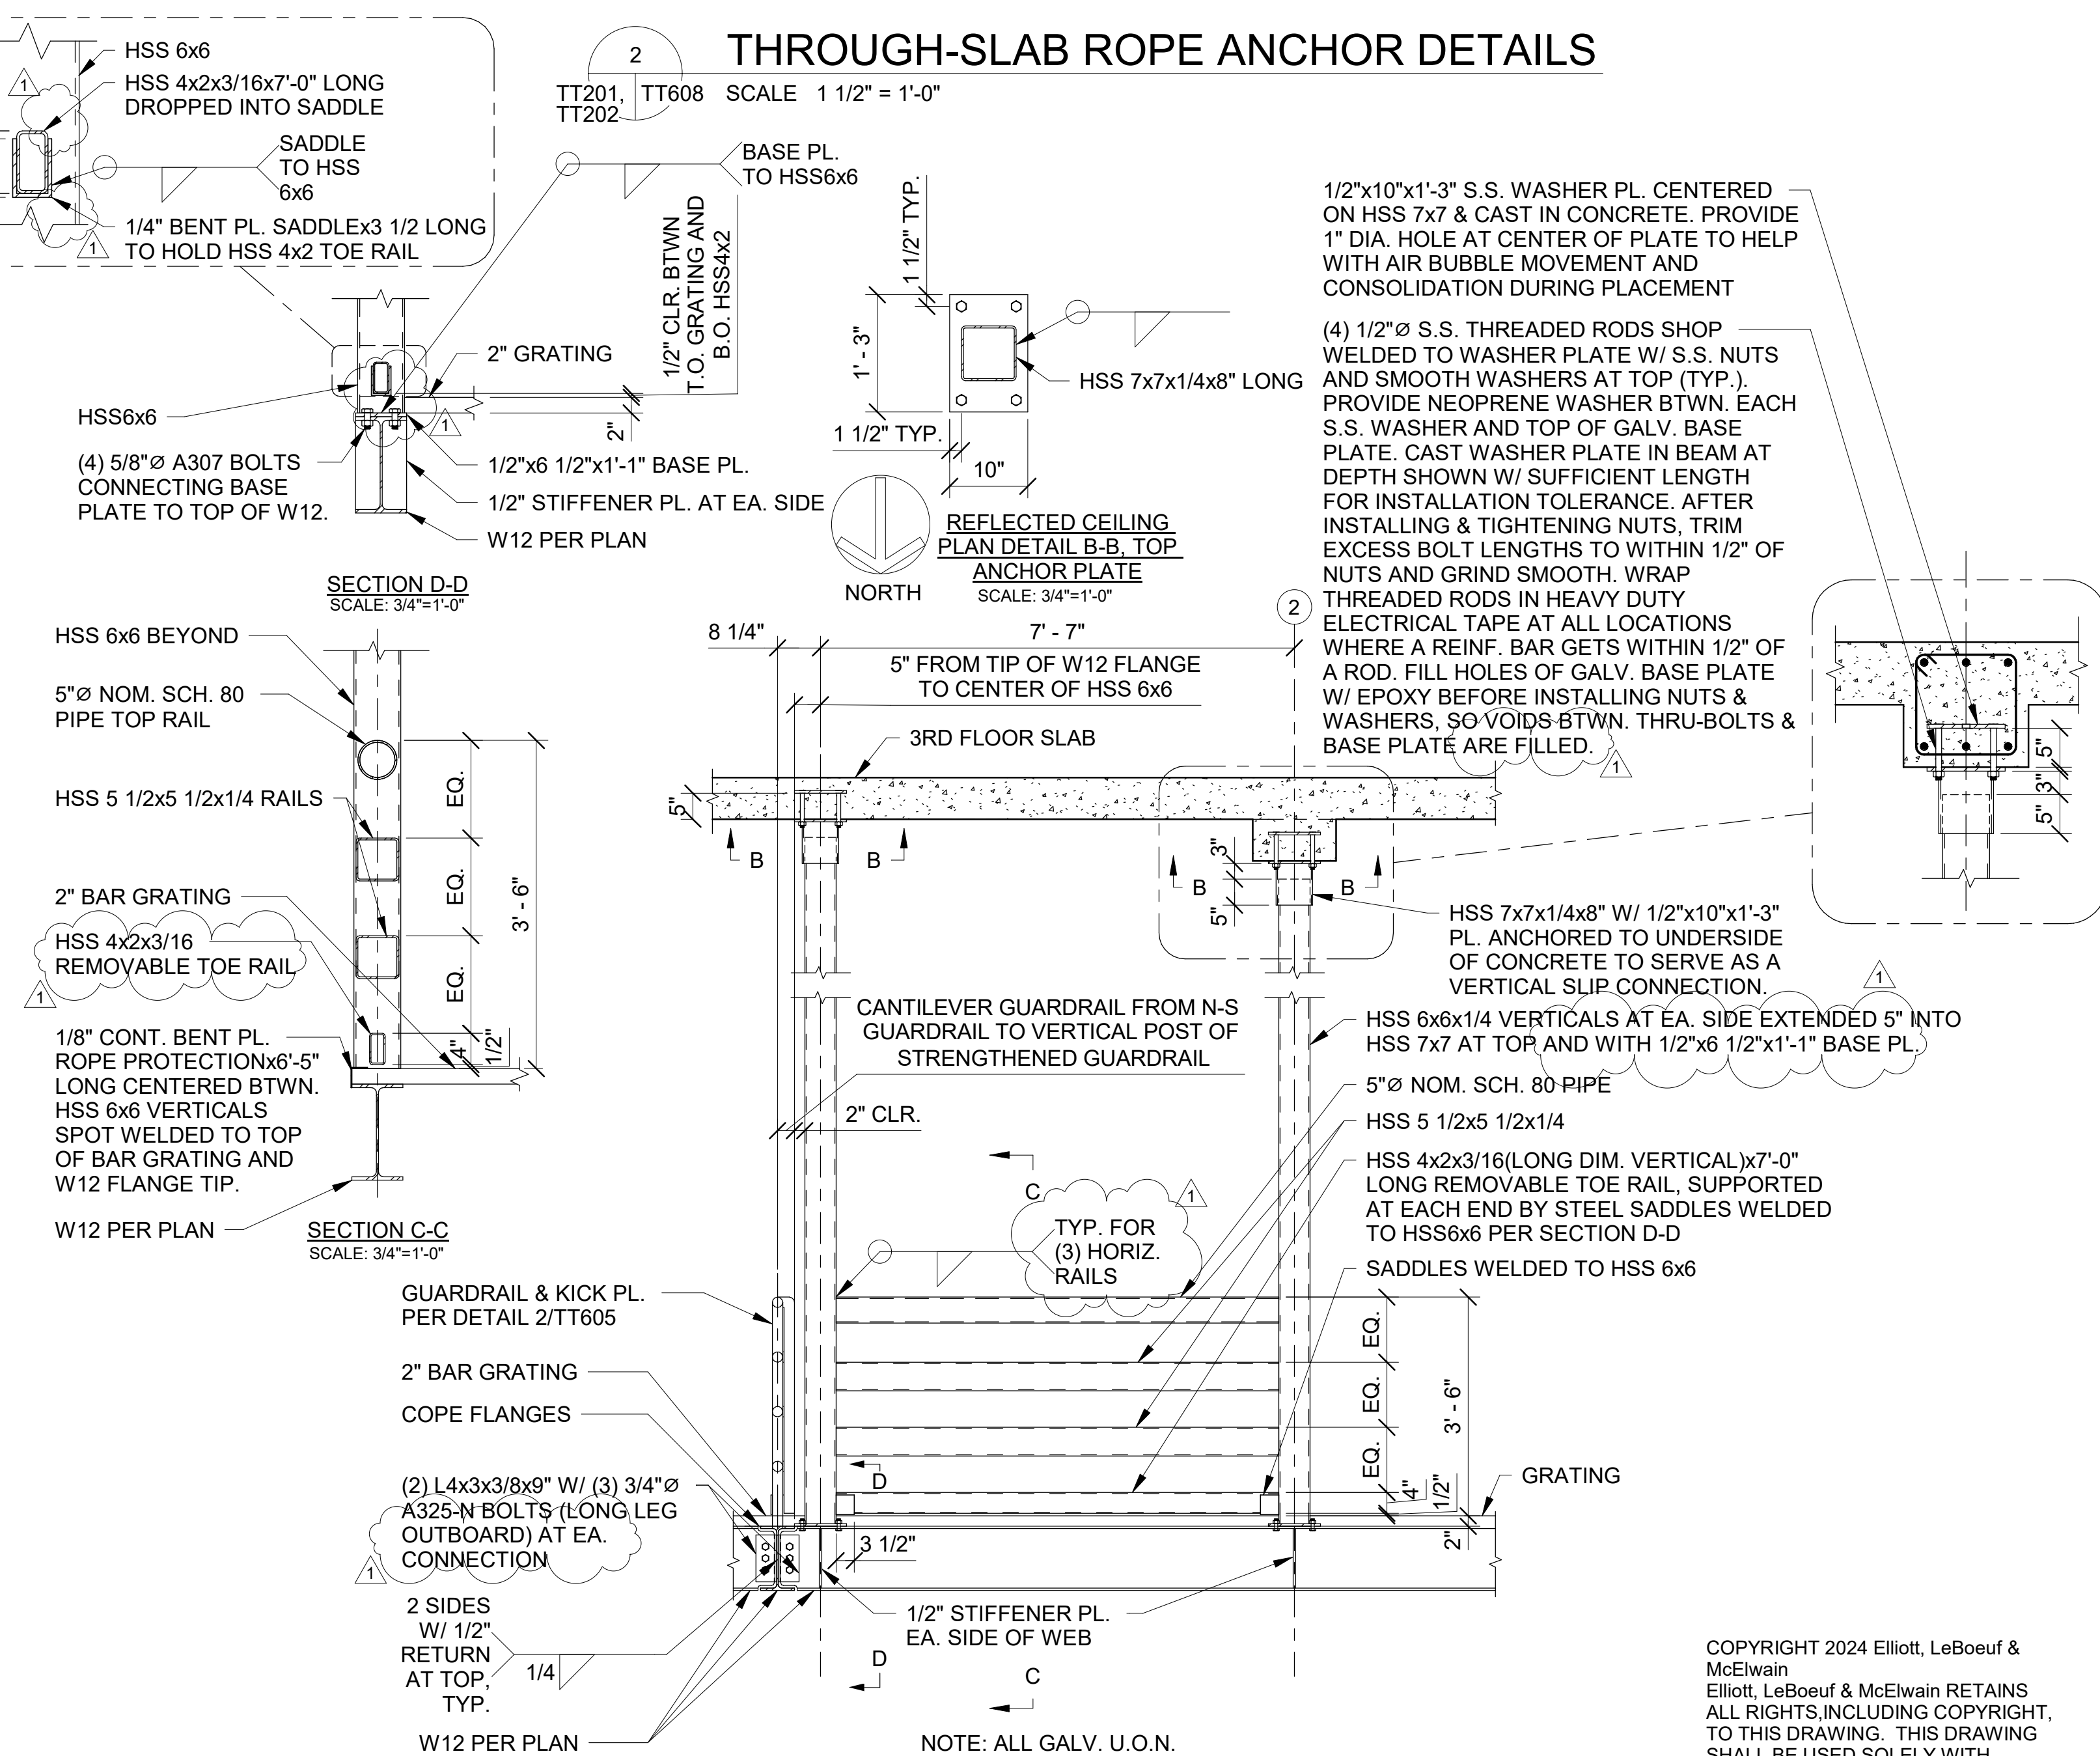 THROUGH-SLAB ROPE ANCHOR DETAILS
2
TT201,
TT202
TT608
SCALE 1 1/2" = 1'-0"
HSS 6x6
HSS 4x2x3/16x7'-0" LONG
DROPPED INTO SADDLE
1
SADDLE
TO HSS
6x6
1/4" BENT PL. SADDLEx3 1/2 LONG
TO HOLD HSS 4x2 TOE RAIL
1
BASE PL.
TO HSS6x6
1/2" CLR. BTWN
T.O. GRATING AND
B.O. HSS4x2
2" GRATING
HSS6x6
1
2"
(4) 5/8"Ø A307 BOLTS
CONNECTING BASE
PLATE TO TOP OF W12.
1/2"x6 1/2"x1'-1" BASE PL.
1/2" STIFFENER PL. AT EA. SIDE
W12 PER PLAN
SECTION D-D
SCALE: 3/4"=1'-0"
1 1/2" TYP.
1' - 3"
HSS 7x7x1/4x8" LONG
1 1/2" TYP.
10"
NORTH
REFLECTED CEILING
PLAN DETAIL B-B, TOP
ANCHOR PLATE
SCALE: 3/4"=1'-0"
1/2"x10"x1'-3" S.S. WASHER PL. CENTERED
ON HSS 7x7 & CAST IN CONCRETE. PROVIDE
1" DIA. HOLE AT CENTER OF PLATE TO HELP
WITH AIR BUBBLE MOVEMENT AND
CONSOLIDATION DURING PLACEMENT
(4) 1/2"Ø S.S. THREADED RODS SHOP
WELDED TO WASHER PLATE W/ S.S. NUTS
AND SMOOTH WASHERS AT TOP (TYP.).
PROVIDE NEOPRENE WASHER BTWN. EACH
S.S. WASHER AND TOP OF GALV. BASE
PLATE. CAST WASHER PLATE IN BEAM AT
DEPTH SHOWN W/ SUFFICIENT LENGTH
FOR INSTALLATION TOLERANCE. AFTER
INSTALLING & TIGHTENING NUTS, TRIM
EXCESS BOLT LENGTHS TO WITHIN 1/2" OF
NUTS AND GRIND SMOOTH. WRAP
THREADED RODS IN HEAVY DUTY
ELECTRICAL TAPE AT ALL LOCATIONS
WHERE A REINF. BAR GETS WITHIN 1/2" OF
A ROD. FILL HOLES OF GALV. BASE PLATE
W/ EPOXY BEFORE INSTALLING NUTS &
WASHERS, SO VOIDS BTWN. THRU-BOLTS &
BASE PLATE ARE FILLED.
1
5"
3"
5"
HSS 6x6 BEYOND
5"Ø NOM. SCH. 80
PIPE TOP RAIL
HSS 5 1/2x5 1/2x1/4 RAILS
2" BAR GRATING
HSS 4x2x3/16
REMOVABLE TOE RAIL
1
1/8" CONT. BENT PL.
ROPE PROTECTIONx6'-5"
LONG CENTERED BTWN.
HSS 6x6 VERTICALS
SPOT WELDED TO TOP
OF BAR GRATING AND
W12 FLANGE TIP.
W12 PER PLAN
EQ.
EQ.
EQ.
3' - 6"
4"
1/2"
SECTION C-C
SCALE: 3/4"=1'-0"
8 1/4"
7' - 7"
2
5" FROM TIP OF W12 FLANGE
TO CENTER OF HSS 6x6
3RD FLOOR SLAB
5"
B
B
3"
5"
B
B
HSS 7x7x1/4x8" W/ 1/2"x10"x1'-3"
PL. ANCHORED TO UNDERSIDE
OF CONCRETE TO SERVE AS A
VERTICAL SLIP CONNECTION.
1
CANTILEVER GUARDRAIL FROM N-S
GUARDRAIL TO VERTICAL POST OF
STRENGTHENED GUARDRAIL
HSS 6x6x1/4 VERTICALS AT EA. SIDE EXTENDED 5" INTO
HSS 7x7 AT TOP AND WITH 1/2"x6 1/2"x1'-1" BASE PL.
5"Ø NOM. SCH. 80 PIPE
2" CLR.
HSS 5 1/2x5 1/2x1/4
HSS 4x2x3/16(LONG DIM. VERTICAL)x7'-0"
LONG REMOVABLE TOE RAIL, SUPPORTED
AT EACH END BY STEEL SADDLES WELDED
TO HSS6x6 PER SECTION D-D
C
1
TYP. FOR
(3) HORIZ.
RAILS
SADDLES WELDED TO HSS 6x6
GUARDRAIL & KICK PL.
PER DETAIL 2/TT605
2" BAR GRATING
COPE FLANGES
(2) L4x3x3/8x9" W/ (3) 3/4"Ø
A325-N BOLTS (LONG LEG
OUTBOARD) AT EA.
CONNECTION
1
2 SIDES
W/ 1/2"
RETURN
AT TOP,
TYP.
1/4
W12 PER PLAN
D
3 1/2"
EQ.
EQ.
EQ.
3' - 6"
4"
1/2"
2"
GRATING
1/2" STIFFENER PL.
EA. SIDE OF WEB
D
C
NOTE: ALL GALV. U.O.N.
COPYRIGHT 2024 Elliott, LeBoeuf &
McElwain
Elliott, LeBoeuf & McElwain RETAINS
ALL RIGHTS,INCLUDING COPYRIGHT,
TO THIS DRAWING. THIS DRAWING
SHALL BE USED SOLELY WITH